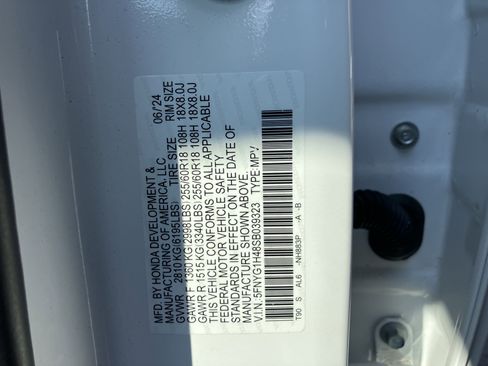 MFD. BY HONDA DEVELOPMENT & 06/'24
MANUFACTURING OF AMERICA, LLC
TIRE SIZE RIM SIZE
GVWR 2810KG(6195LBS)
GAWR F 1360KG(2998LBS) 255/60R18 108H 18X8.0J
GAWR R 1515KG(3340LBS) 255/60R18 108H 18X8.0J
THIS VEHICLE CONFORMS TO ALL APPLICABLE
FEDERAL MOTOR VEHICLE SAFETY
STANDARDS IN EFFECT ON THE DATE OF
MANUFACTURE SHOWN ABOVE.
V.I.N.:5FNYG1H48SB039323 TYPE:MPV
T90 S AL6 -NH883P -A -B